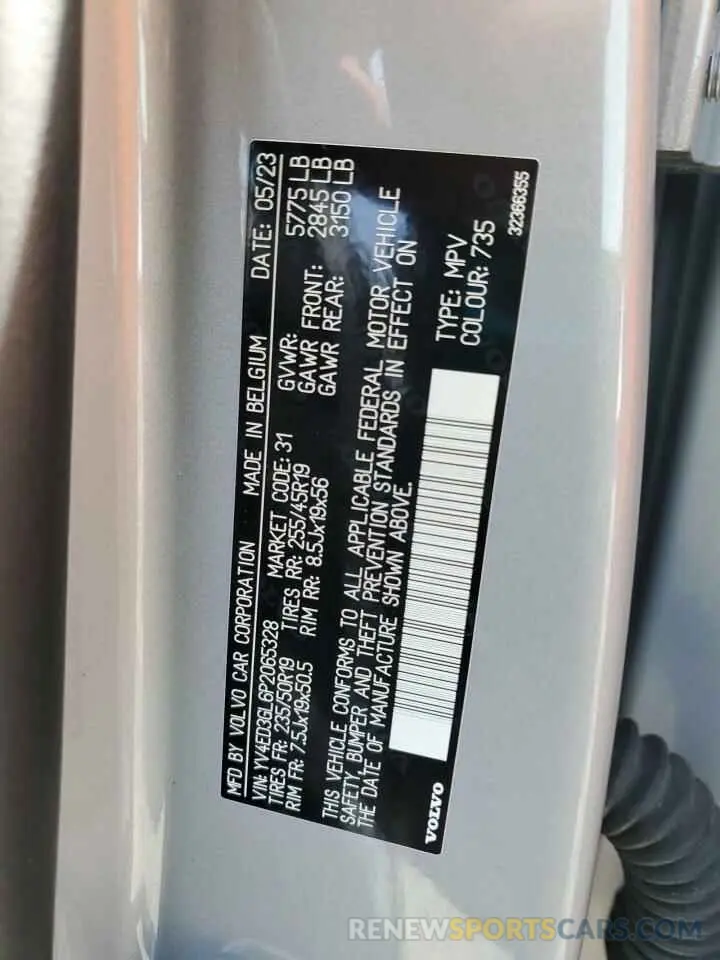 MFD BY VOLVO CAR CORPORATION MADE IN BELGIUM DATE: 05/23
VIN: YV4ED3GL6P2065328 MARKET CODE: 31 GVWR: 5775 LB
TIRES FR: 235/50R19 TIRES RR: 255/45R19 GAWR FRONT: 2845 LB
RIM FR: 7.5Jx19x50.5 RIM RR: 8.5Jx19x56 GAWR REAR: 3150 LB
THIS VEHICLE CONFORMS TO ALL APPLICABLE FEDERAL MOTOR VEHICLE
SAFETY, BUMPER AND THEFT PREVENTION STANDARDS IN EFFECT ON
THE DATE OF MANUFACTURE SHOWN ABOVE.
TYPE: MPV
COLOUR: 735
VOLVO
32366355
RENEWSPORTSCARS.COM